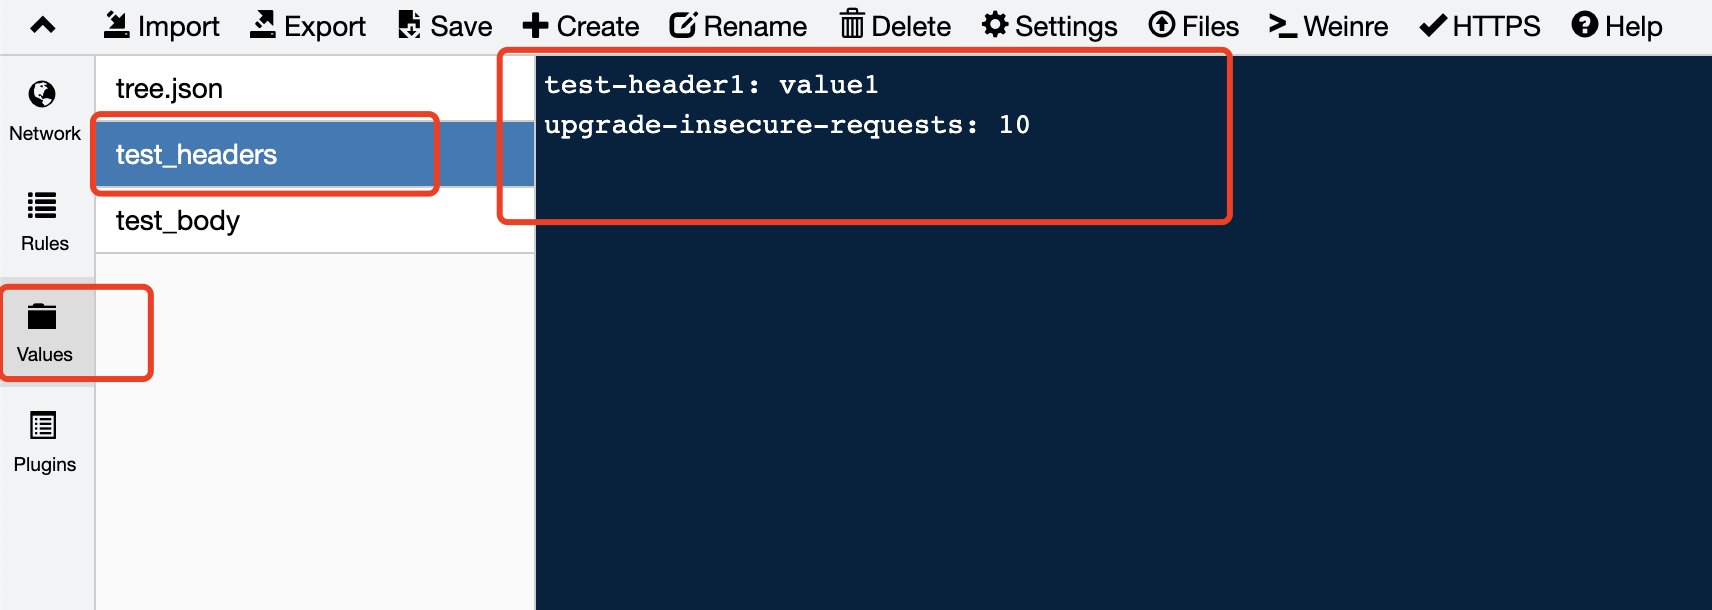 Import Export Save Create Rename Delete Settings Files Weinre HTTPS Help
Network
Rules
Values
Plugins
tree.json
test_headers
test_body
test-header1: value1
upgrade-insecure-requests: 10